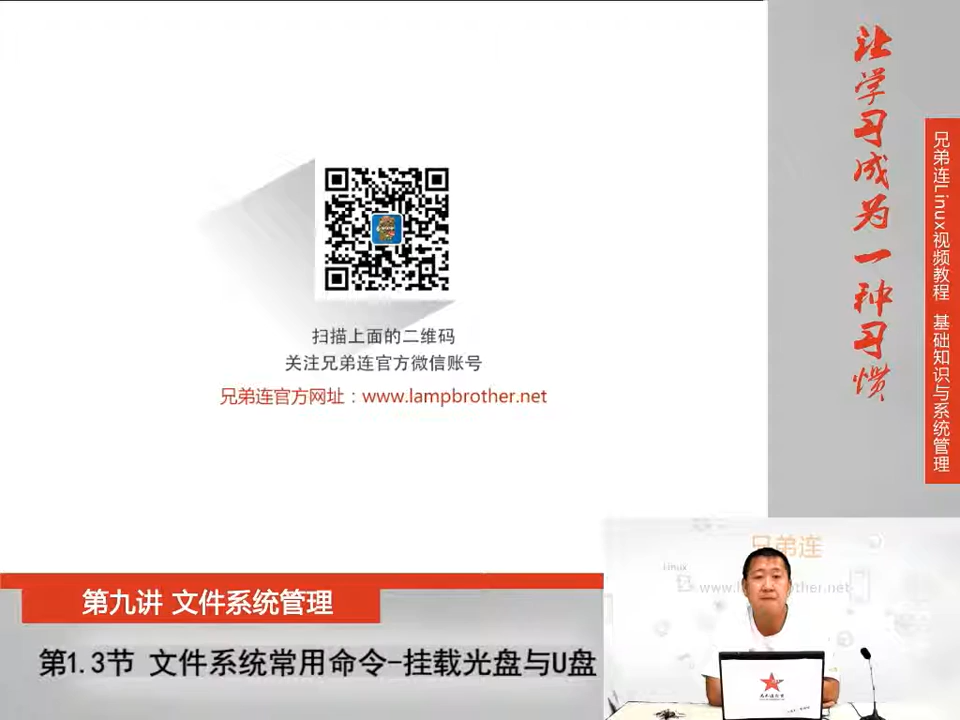 让学习成为一种习惯
兄弟连Linux视频教程 基础知识与系统管理
扫描上面的二维码
关注兄弟连官方微信账号
兄弟连官方网址：www.lampbrother.net
第九讲 文件系统管理
第1.3节 文件系统常用命令-挂载光盘与U盘
兄弟连
Linux